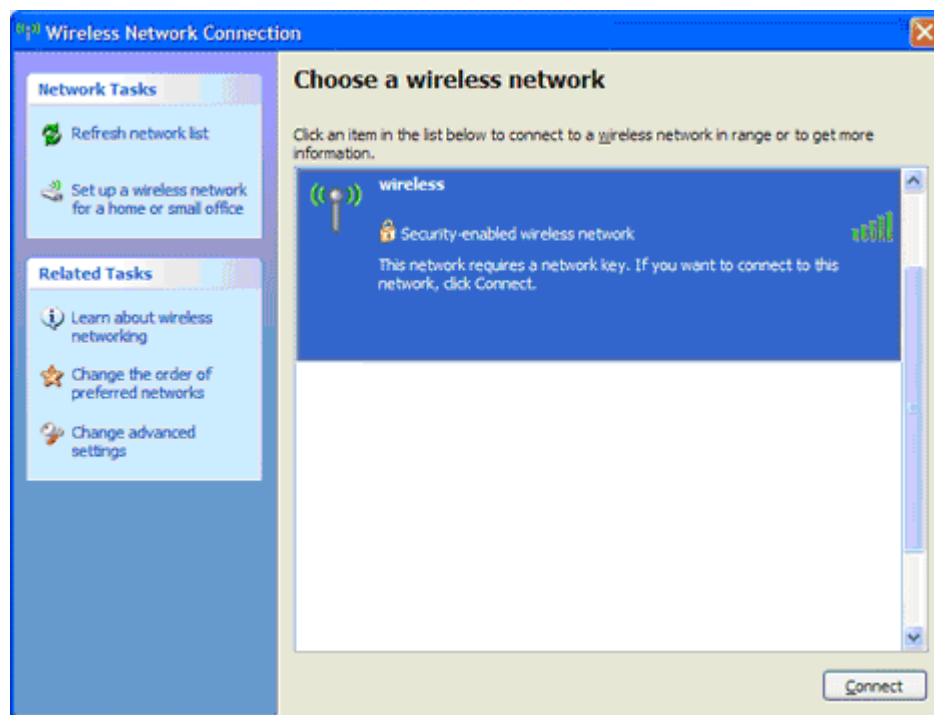 Wireless Network Connection
Network Tasks
Refresh network list
Set up a wireless network
for a home or small office
Related Tasks
Learn about wireless
networking
Change the order of
preferred networks
Change advanced
settings
Choose a wireless network
Click an item in the list below to connect to a wireless network in range or to get more
information.
wireless
Security-enabled wireless network
This network requires a network key. If you want to connect to this
network, click Connect.
Connect